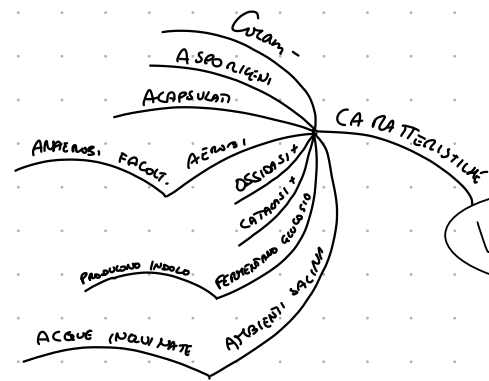 Gram -
ASPORIGENI
ACAPSULATI
CARATTERISTICHE
AEROBI
ANAEROBI FACOLT.
OSSIDASI +
CATALASI +
FERMENTANO GLUCOSIO
PRODUCONO INDOLO
AMBIENTI SALINI
ACQUE INQUINATE